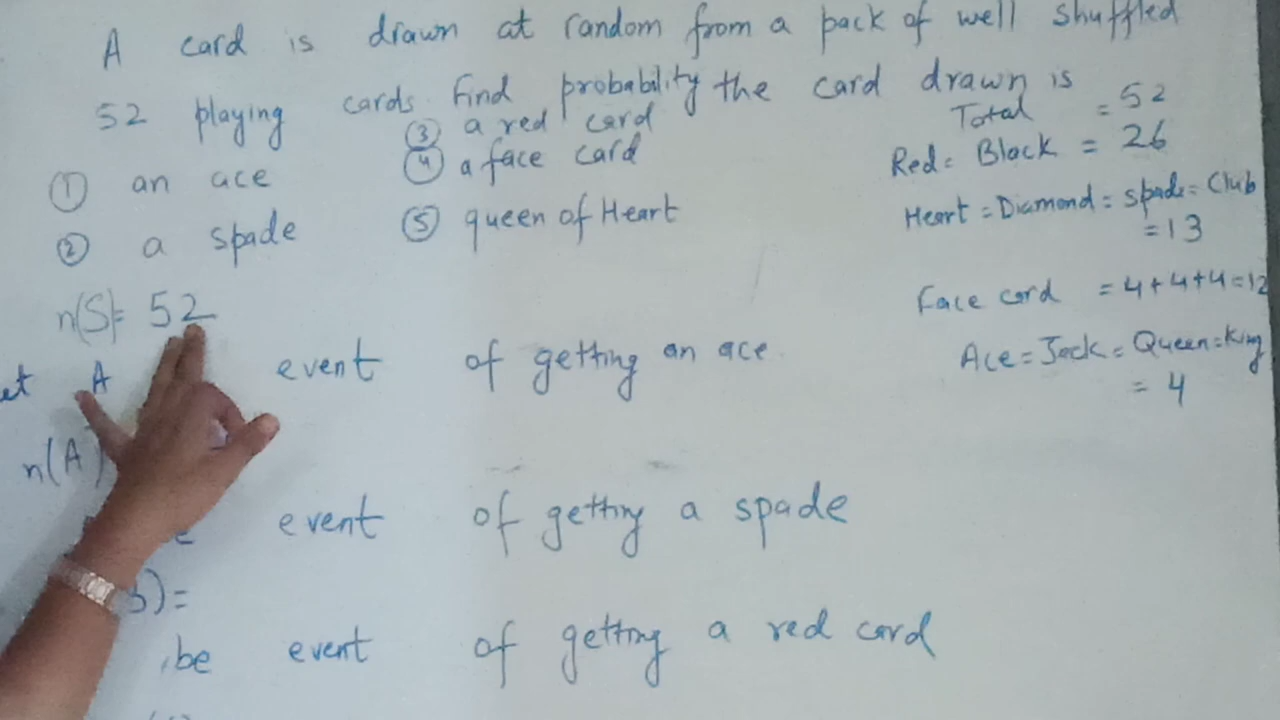 A card is drawn at random from a pack of well shuffled
52 playing cards. Find probability the card drawn is
① an ace
② a spade
③ a red card
④ a face card
⑤ queen of Heart
Total = 52
Red = Black = 26
Heart = Diamond = spade = Club
= 13
Face card = 4+4+4=12
Ace = Jack = Queen = King
= 4
n(S)= 52
A event of getting an ace
n(A)
event of getting a spade
)=
be event of getting a red card